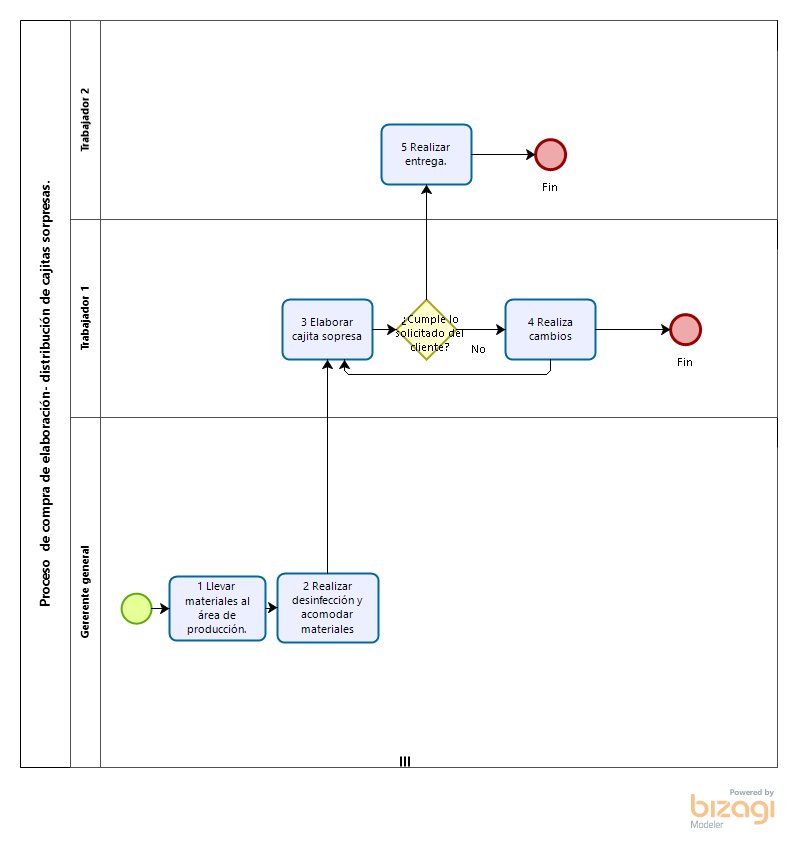 Proceso de compra de elaboración- distribución de cajitas sorpresas.
Trabajador 2
5 Realizar
entrega.
Fin
Trabajador 1
3 Elaborar
cajita sopresa
¿Cumple lo
solicitado del
cliente?
No
4 Realiza
cambios
Fin
Gererente general
1 Llevar
materiales al
área de
producción.
2 Realizar
desinfección y
acomodar
materiales
Powered by
bizagi
Modeler